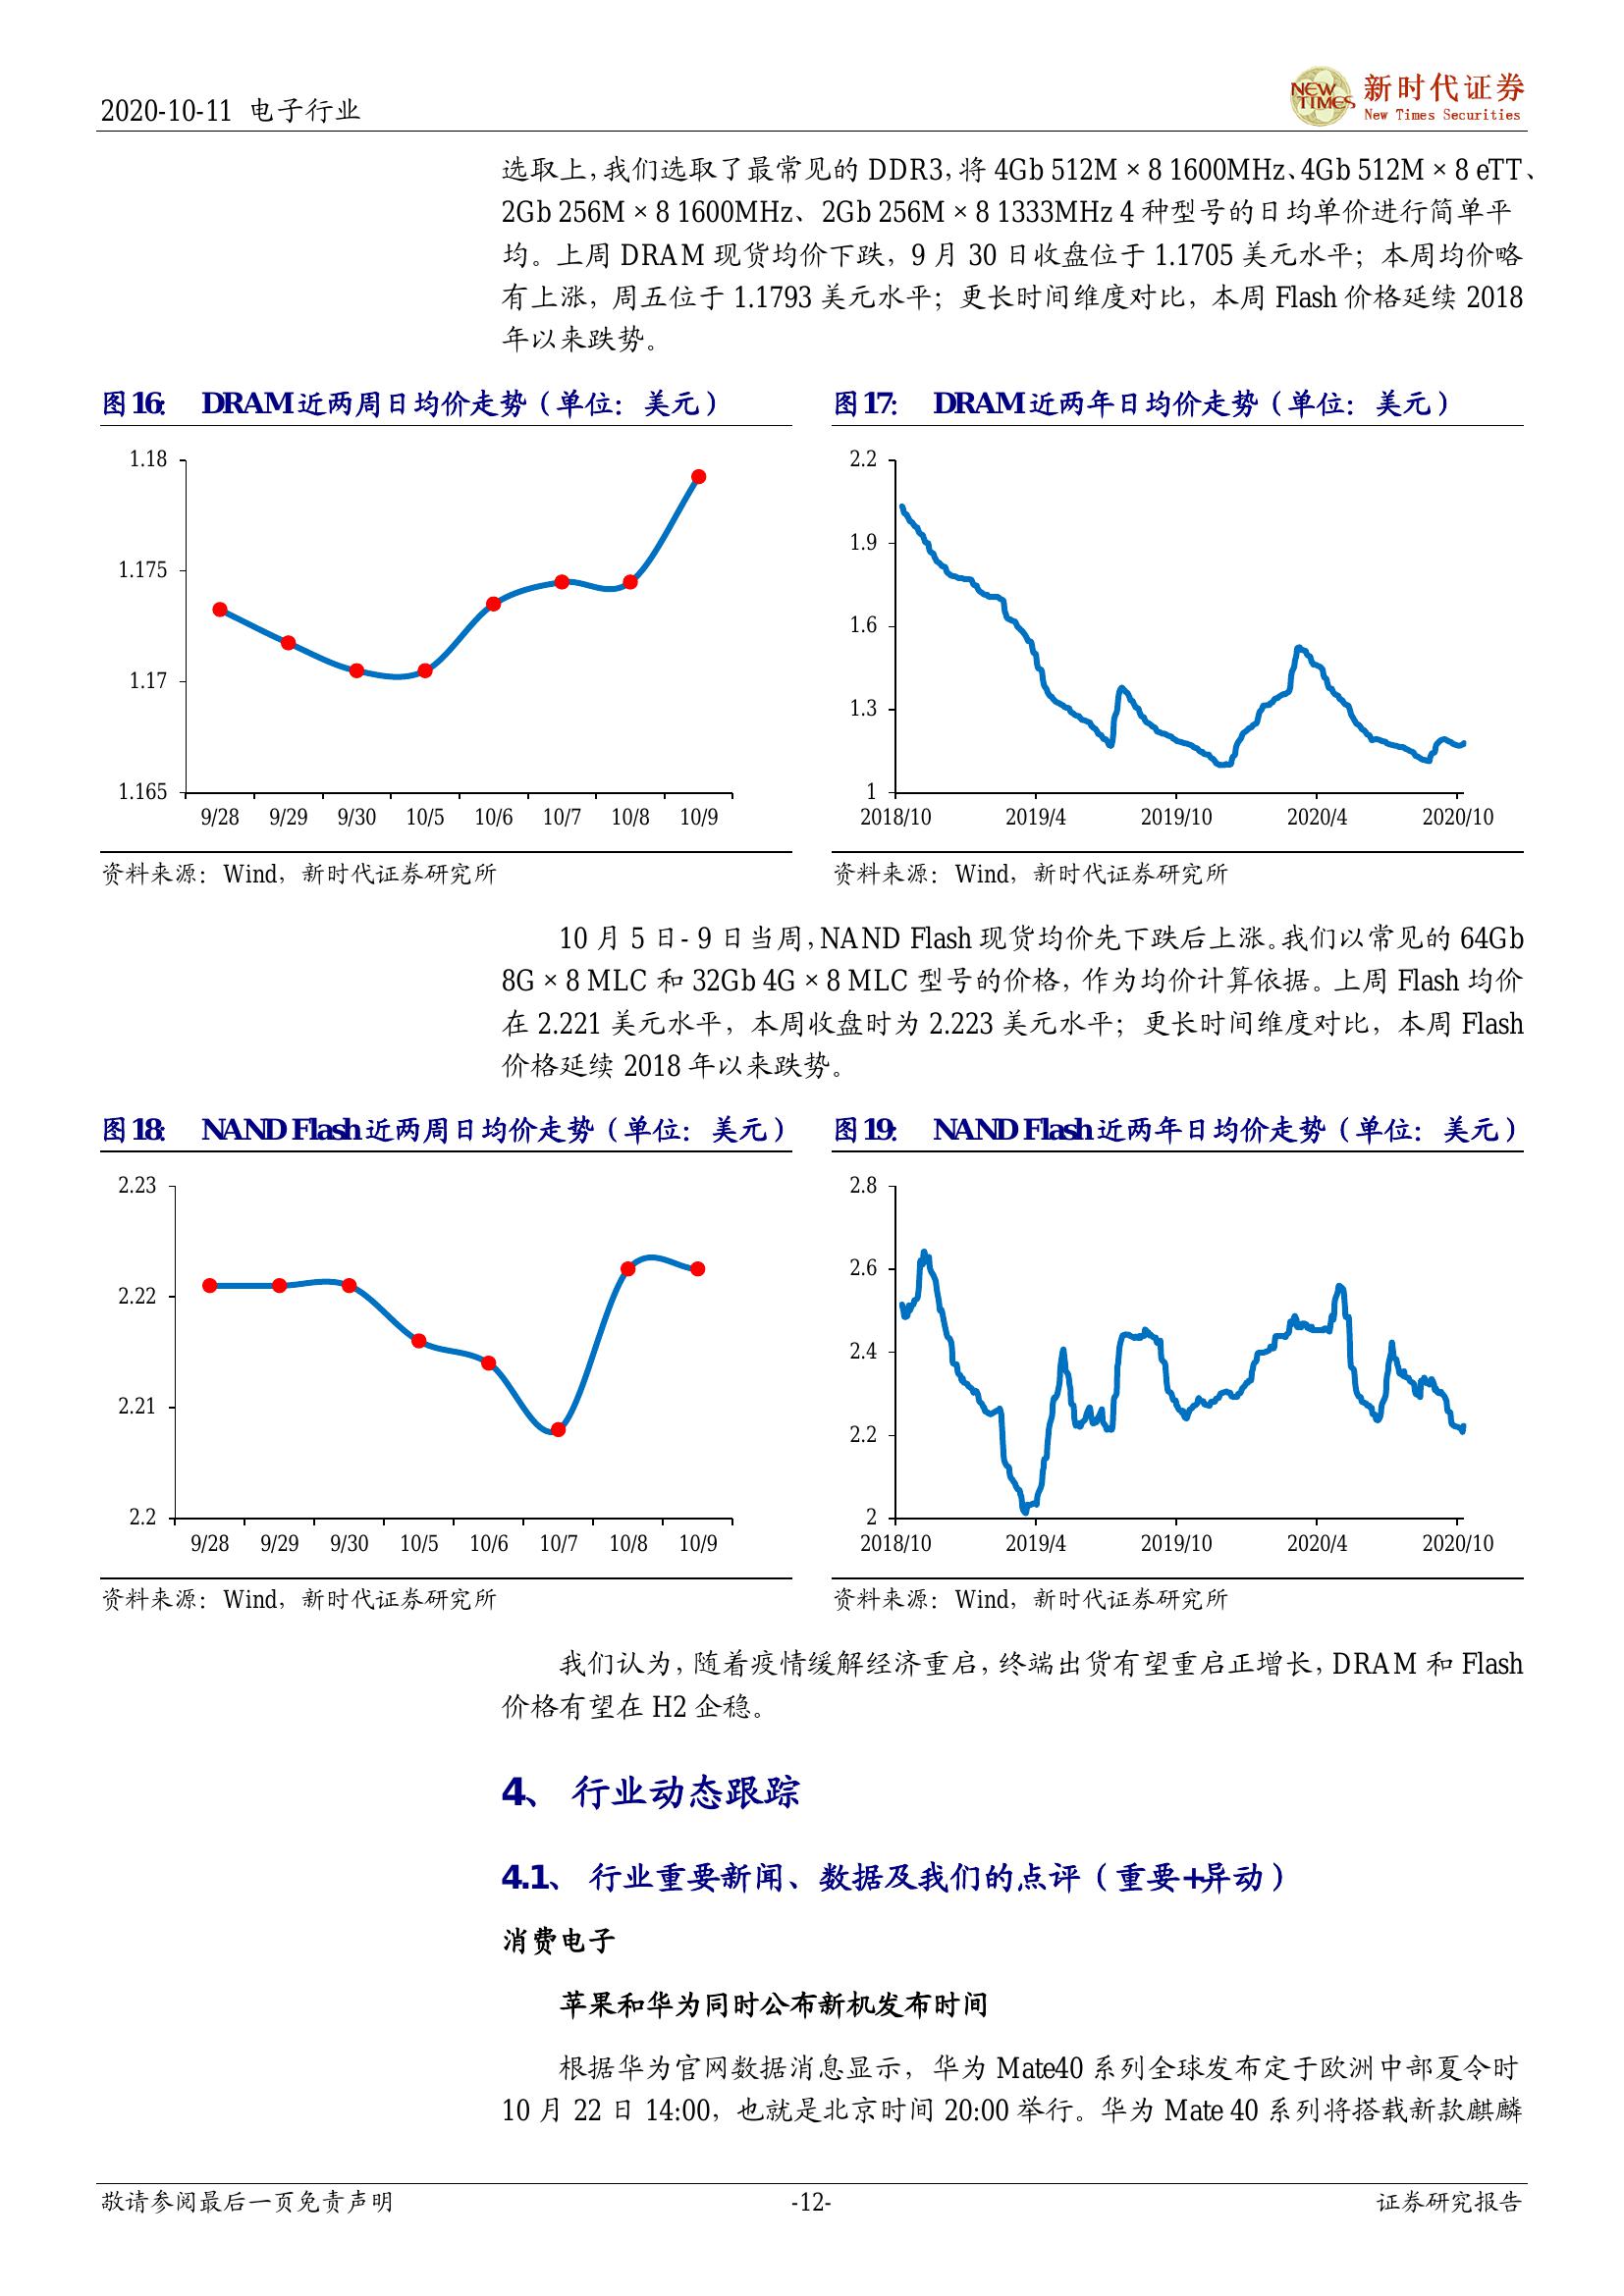 2020-10-11 电子行业
NEW TIMES 新时代证券
New Times Securities
选取上,我们选取了最常见的 DDR3,将 4Gb 512M × 8 1600MHz、4Gb 512M × 8 eTT、
2Gb 256M × 8 1600MHz、2Gb 256M × 8 1333MHz 4 种型号的日均单价进行简单平
均。上周 DRAM 现货均价下跌，9 月 30 日收盘位于 1.1705 美元水平；本周均价略
有上涨，周五位于 1.1793 美元水平；更长时间维度对比，本周 Flash 价格延续 2018
年以来跌势。
图16： DRAM近两周日均价走势（单位：美元）
1.18
1.175
1.17
1.165
9/28 9/29 9/30 10/5 10/6 10/7 10/8 10/9
资料来源：Wind，新时代证券研究所
图17： DRAM近两年日均价走势（单位：美元）
2.2
1.9
1.6
1.3
1
2018/10 2019/4 2019/10 2020/4 2020/10
资料来源：Wind，新时代证券研究所
10 月 5 日- 9 日当周,NAND Flash 现货均价先下跌后上涨。我们以常见的 64Gb
8G × 8 MLC 和 32Gb 4G × 8 MLC 型号的价格，作为均价计算依据。上周 Flash 均价
在 2.221 美元水平，本周收盘时为 2.223 美元水平；更长时间维度对比，本周 Flash
价格延续 2018 年以来跌势。
图18： NAND Flash近两周日均价走势（单位：美元）
2.23
2.22
2.21
2.2
9/28 9/29 9/30 10/5 10/6 10/7 10/8 10/9
资料来源：Wind，新时代证券研究所
图19： NAND Flash近两年日均价走势（单位：美元）
2.8
2.6
2.4
2.2
2
2018/10 2019/4 2019/10 2020/4 2020/10
资料来源：Wind，新时代证券研究所
我们认为,随着疫情缓解经济重启,终端出货有望重启正增长,DRAM 和 Flash
价格有望在 H2 企稳。
4、 行业动态跟踪
4.1、 行业重要新闻、数据及我们的点评（重要+异动）
消费电子
苹果和华为同时公布新机发布时间
根据华为官网数据消息显示，华为 Mate40 系列全球发布定于欧洲中部夏令时
10 月 22 日 14:00，也就是北京时间 20:00 举行。华为 Mate 40 系列将搭载新款麒麟
敬请参阅最后一页免责声明 -12- 证券研究报告